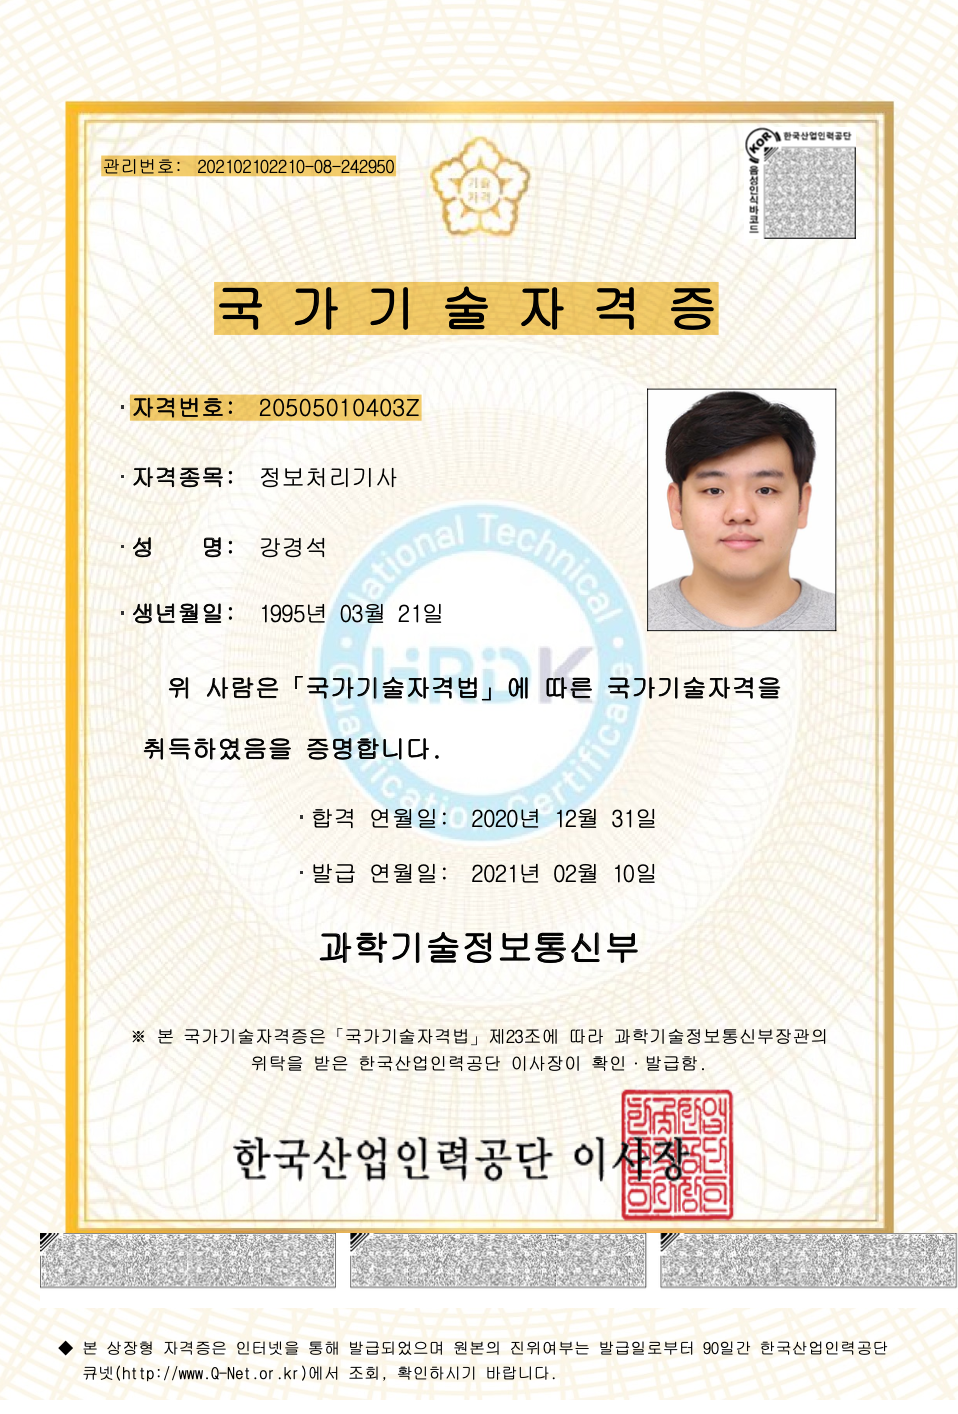 한국산업인력공단
KOR
음성인식바코드
관리번호: 202102102210-08-242950
기술
자격
국가기술자격증
· 자격번호: 20505010403Z
· 자격종목: 정보처리기사
· 성 명: 강경석
· 생년월일: 1995년 03월 21일
National Technical
HRDK
Qualification Certificate
위 사람은「국가기술자격법」에 따른 국가기술자격을
취득하였음을 증명합니다.
· 합격 연월일: 2020년 12월 31일
· 발급 연월일: 2021년 02월 10일
과학기술정보통신부
※ 본 국가기술자격증은「국가기술자격법」제23조에 따라 과학기술정보통신부장관의
위탁을 받은 한국산업인력공단 이사장이 확인·발급함.
한국산업인력공단 이사장
◆ 본 상장형 자격증은 인터넷을 통해 발급되었으며 원본의 진위여부는 발급일로부터 90일간 한국산업인력공단
큐넷(http://www.Q-Net.or.kr)에서 조회, 확인하시기 바랍니다.